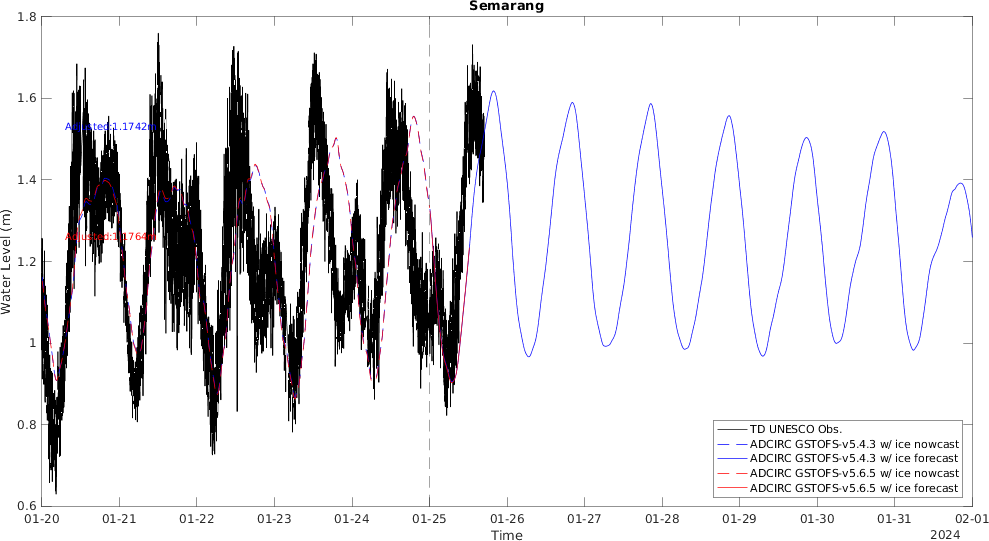 Semarang
1.8
1.6
1.4
1.2
1
0.8
0.6
Water Level (m)
Adjusted:1.1742m
01-20
01-21
01-22
01-23
01-24
01-25
01-26
01-27
01-28
01-29
01-30
01-31
02-01
Time
2024
TD UNESCO Obs.
ADCIRC GSTOFS-v5.4.3 w/ ice nowcast
ADCIRC GSTOFS-v5.4.3 w/ ice forecast
ADCIRC GSTOFS-v5.6.5 w/ ice nowcast
ADCIRC GSTOFS-v5.6.5 w/ ice forecast